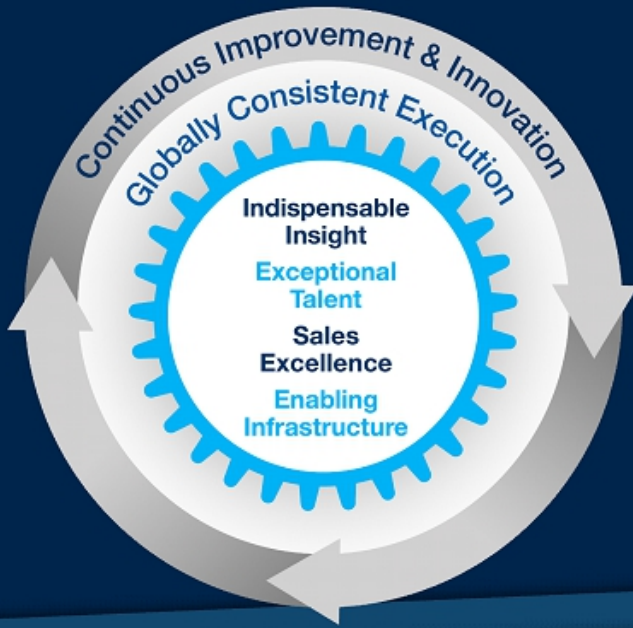 Continuous Improvement & Innovation
Globally Consistent Execution
Indispensable
Insight
Exceptional
Talent
Sales
Excellence
Enabling
Infrastructure